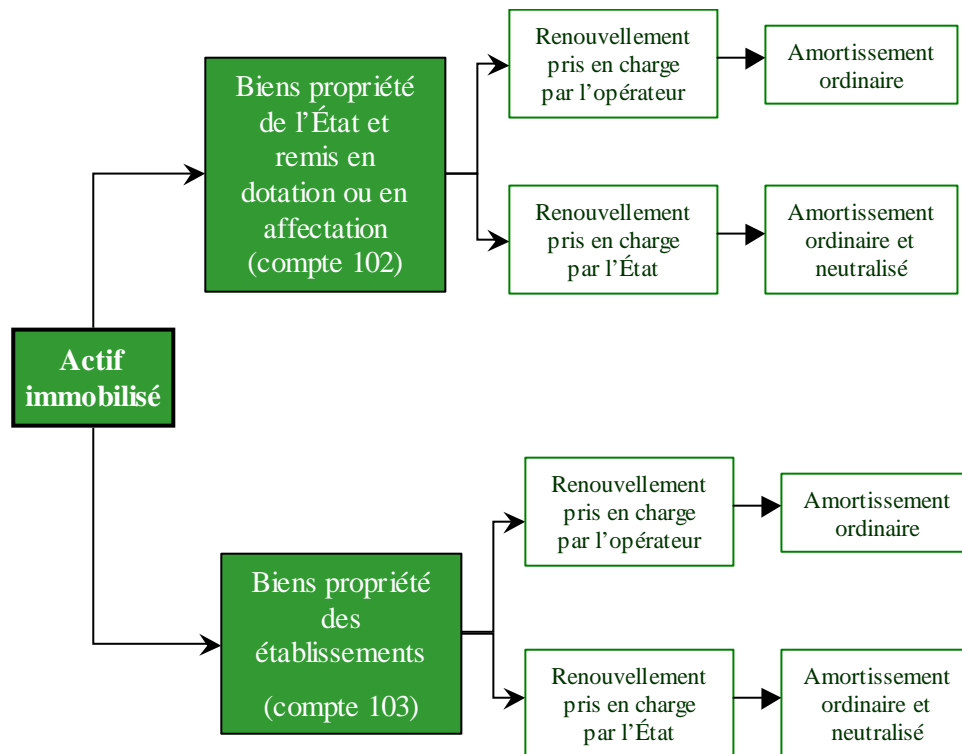 Renouvellement
pris en charge
par l'opérateur
Amortissement
ordinaire
Biens propriété
de l'État et
remis en
dotation ou en
affectation
(compte 102)
Renouvellement
pris en charge
par l'État
Amortissement
ordinaire et
neutralisé
Actif
immobilisé
Renouvellement
pris en charge
par l'opérateur
Amortissement
ordinaire
Biens propriété
des
établissements
(compte 103)
Renouvellement
pris en charge
par l'État
Amortissement
ordinaire et
neutralisé